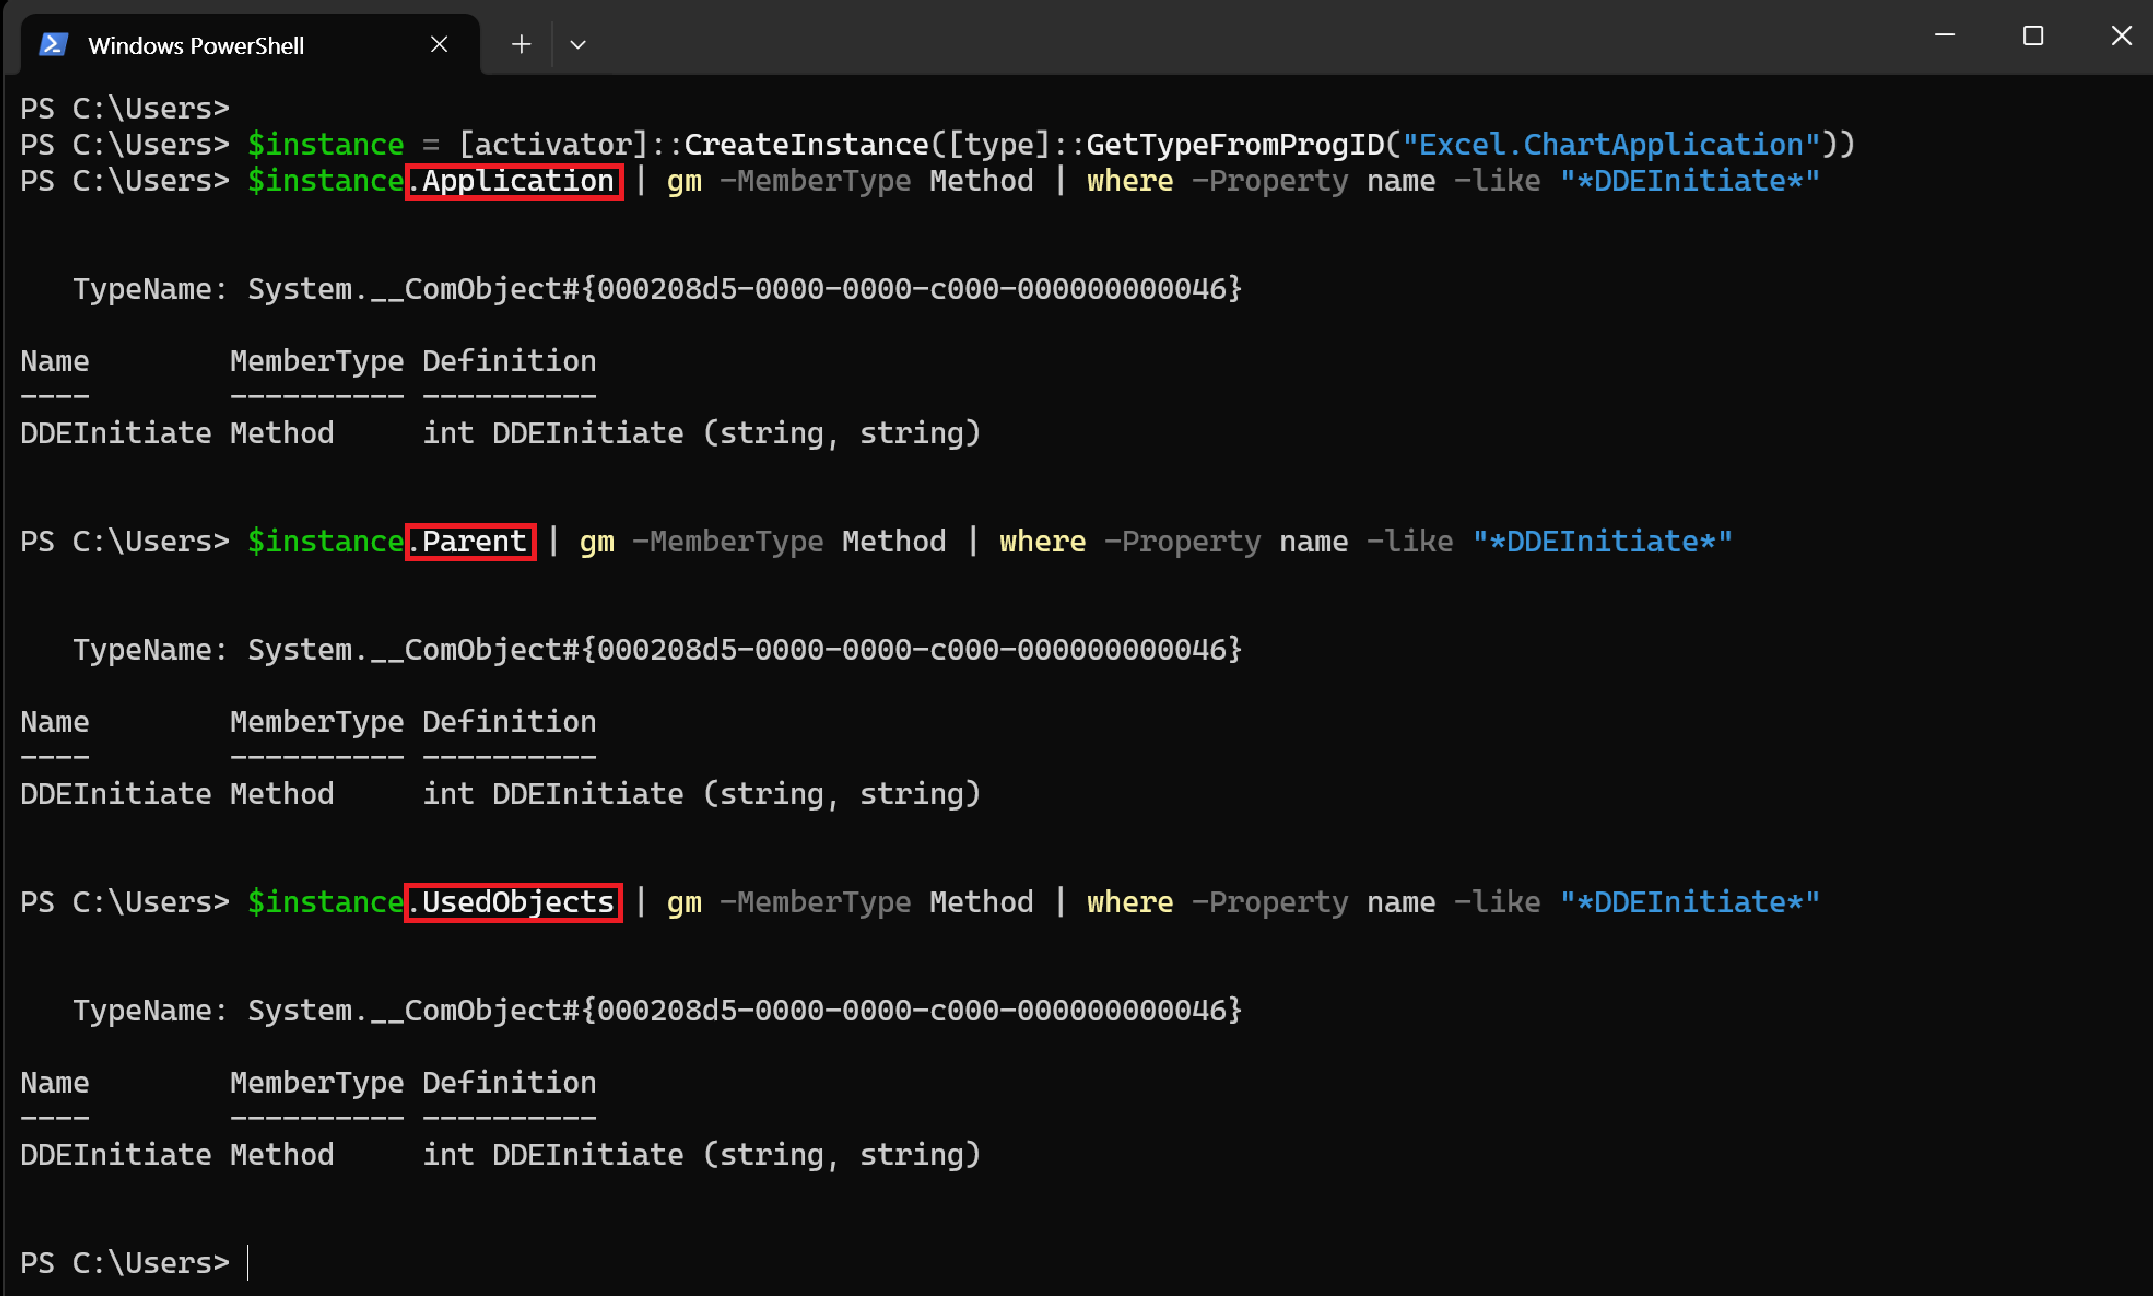 Windows PowerShell
PS C:\Users>
PS C:\Users> $instance = [activator]::CreateInstance([type]::GetTypeFromProgID("Excel.ChartApplication"))
PS C:\Users> $instance.Application | gm -MemberType Method | where -Property name -like "*DDEInitiate*"
TypeName: System.__ComObject#{000208d5-0000-0000-c000-000000000046}
Name        MemberType Definition
----        ---------- ----------
DDEInitiate Method     int DDEInitiate (string, string)
PS C:\Users> $instance.Parent | gm -MemberType Method | where -Property name -like "*DDEInitiate*"
TypeName: System.__ComObject#{000208d5-0000-0000-c000-000000000046}
Name        MemberType Definition
----        ---------- ----------
DDEInitiate Method     int DDEInitiate (string, string)
PS C:\Users> $instance.UsedObjects | gm -MemberType Method | where -Property name -like "*DDEInitiate*"
TypeName: System.__ComObject#{000208d5-0000-0000-c000-000000000046}
Name        MemberType Definition
----        ---------- ----------
DDEInitiate Method     int DDEInitiate (string, string)
PS C:\Users>